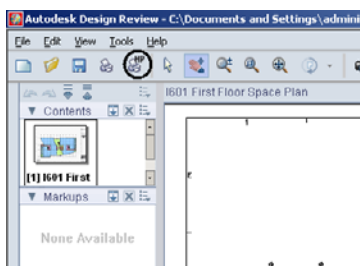 Autodesk Design Review - C:\Documents and Settings\admini
File Edit View Tools Help
HP
I601 First Floor Space Plan
Contents
[1] I601 First
Markups
None Available